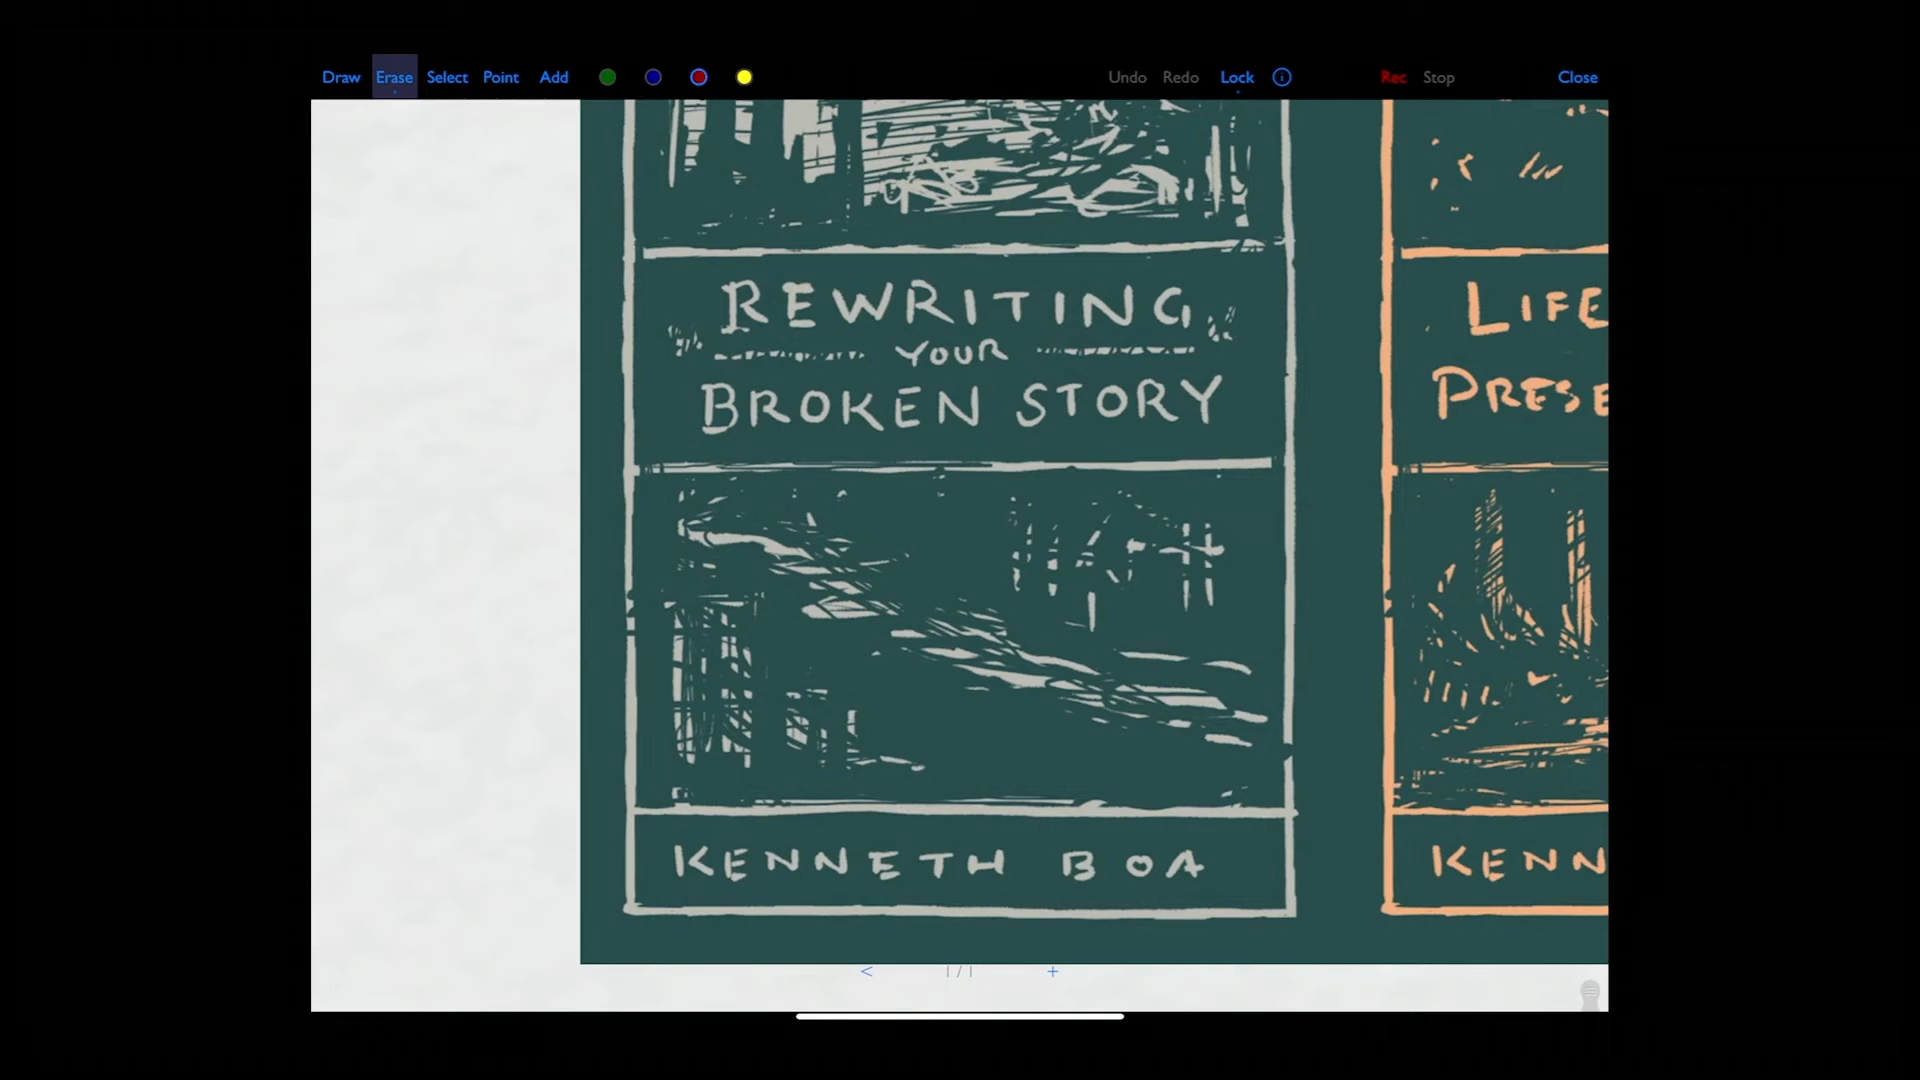 Draw Erase Select Point Add Undo Redo Lock Rec Stop Close
REWRITING
YOUR
BROKEN STORY
KENNETH BOA
LIFE
PRESE
KENN
< 1 / 1 +